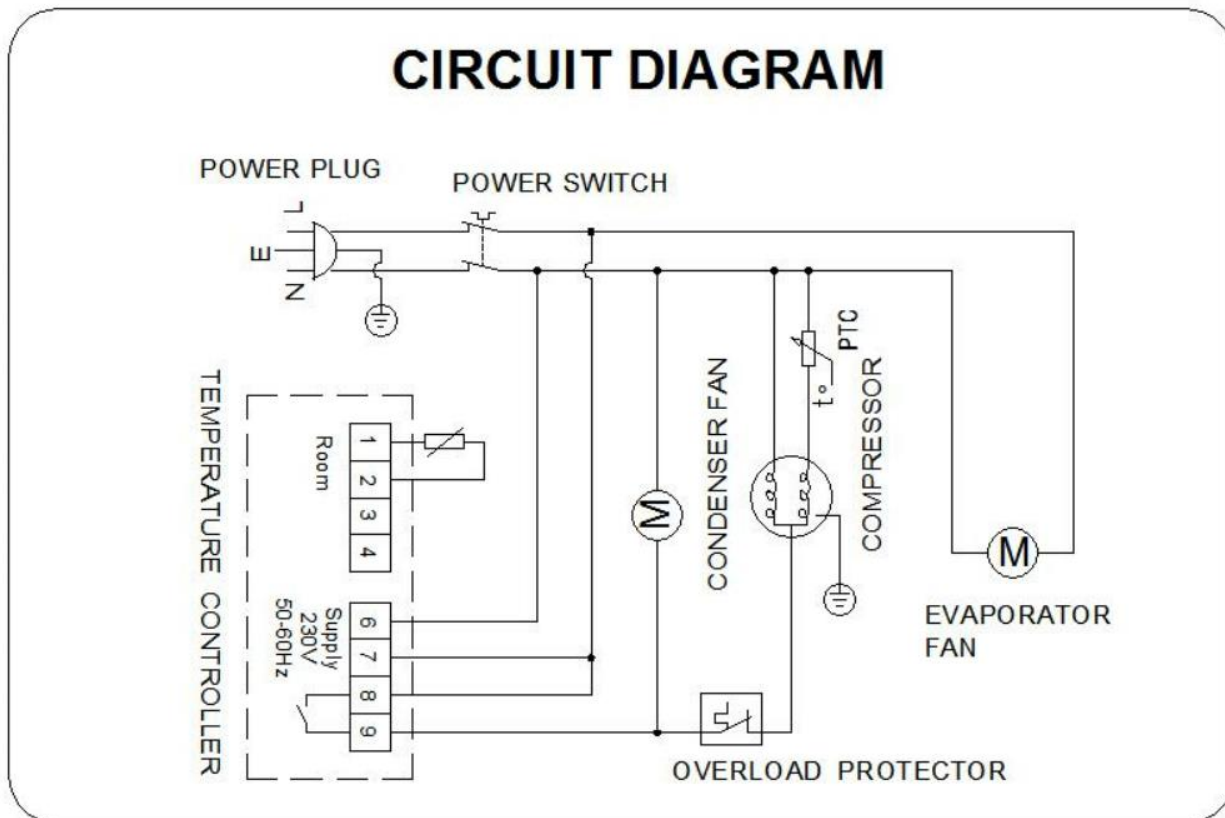 CIRCUIT DIAGRAM
POWER PLUG
POWER SWITCH
L
E
N
PTC
t°
COMPRESSOR
CONDENSER FAN
M
M
EVAPORATOR
FAN
TEMPERATURE CONTROLLER
Room
1
2
3
4
Supply
230V
50-60Hz
6
7
8
9
OVERLOAD PROTECTOR